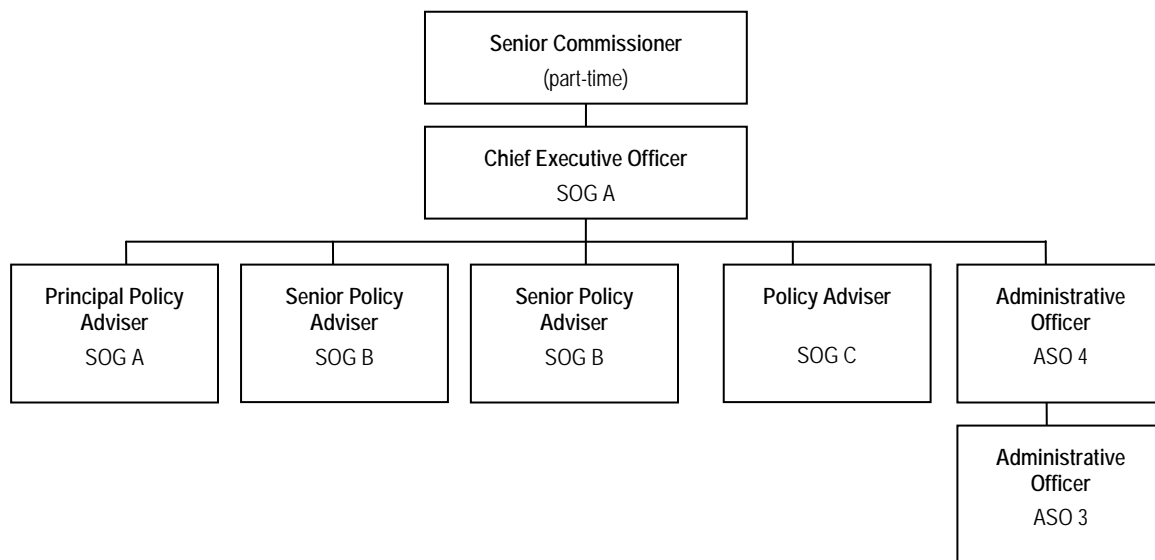 Senior Commissioner
(part-time)
Chief Executive Officer
SOG A
Principal Policy
Adviser
SOG A
Senior Policy
Adviser
SOG B
Senior Policy
Adviser
SOG B
Policy Adviser
SOG C
Administrative
Officer
ASO 4
Administrative
Officer
ASO 3